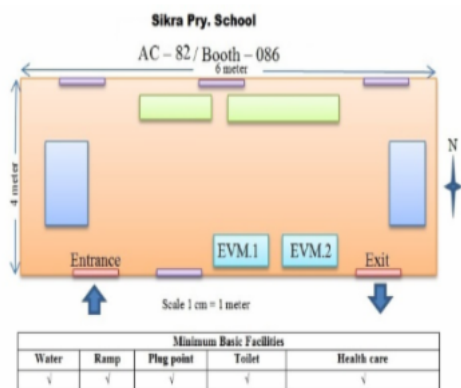 Sikra Pry. School
AC – 82 / Booth – 086
6 meter
4 meter
N
EVM.1 EVM.2
Entrance Exit
Scale 1 cm = 1 meter
Minimum Basic Facilities
Water Ramp Plug point Toilet Health care
√ √ √ √ √